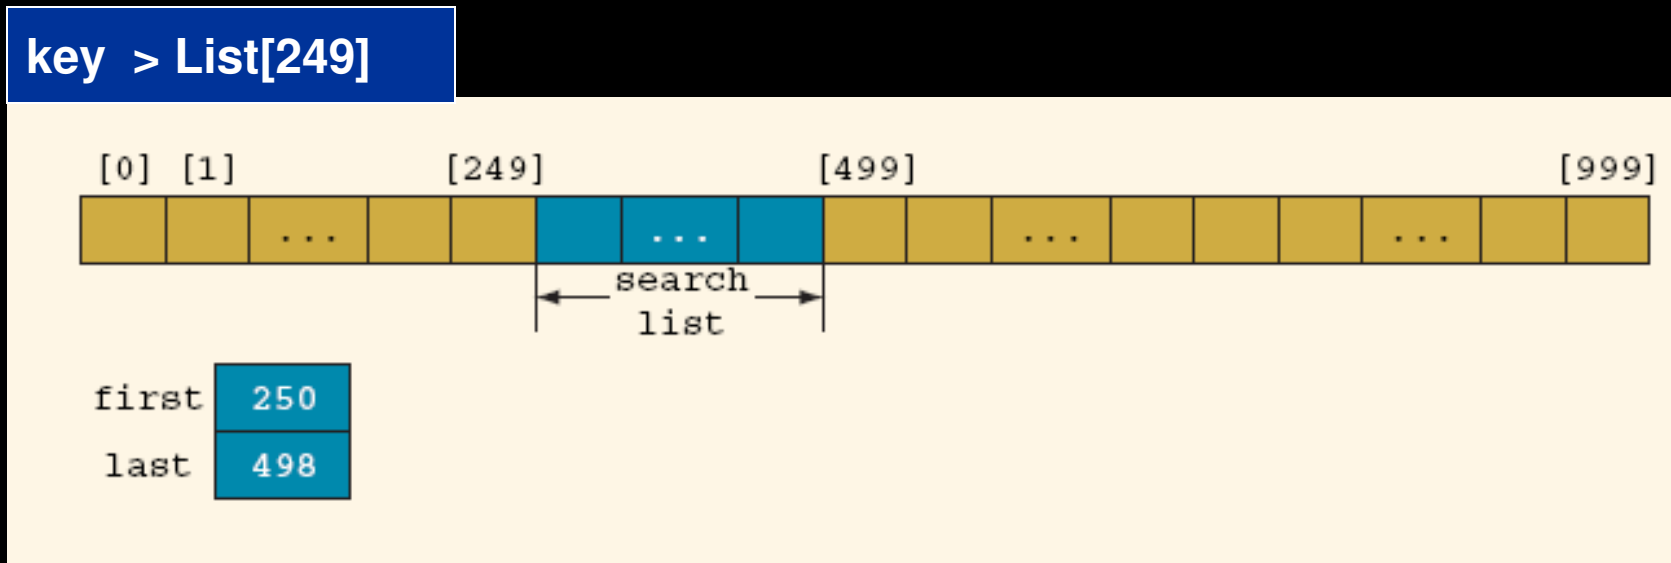 key > List[249]
[0] [1] [249] [499] [999]
... ... ... ...
search
list
first 250
last 498